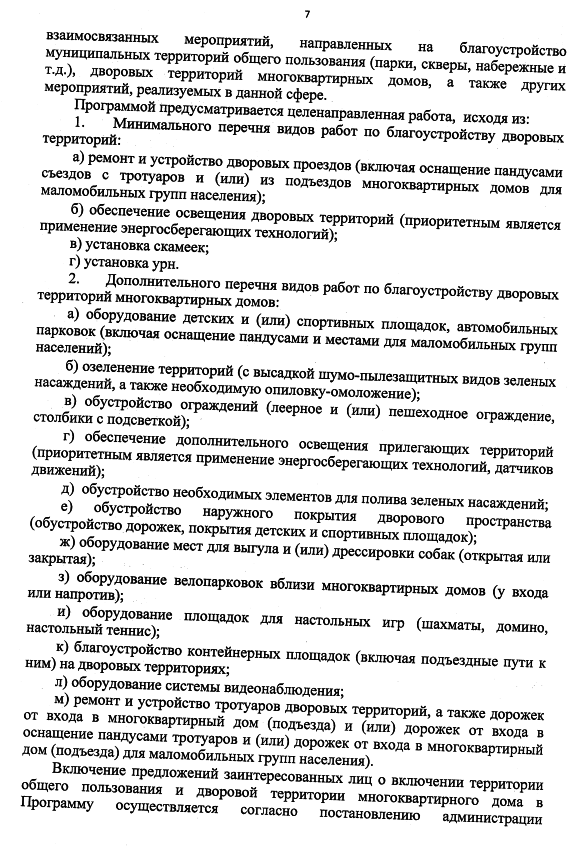 7
взаимосвязанных мероприятий, направленных на благоустройство
муниципальных территорий общего пользования (парки, скверы, набережные и
т.д.), дворовых территорий многоквартирных домов, а также других
мероприятий, реализуемых в данной сфере.
Программой предусматривается целенаправленная работа, исходя из:
1. Минимального перечня видов работ по благоустройству дворовых
территорий:
а) ремонт и устройство дворовых проездов (включая оснащение пандусами
съездов с тротуаров и (или) из подъездов многоквартирных домов для
маломобильных групп населения);
б) обеспечение освещения дворовых территорий (приоритетным является
применение энергосберегающих технологий);
в) установка скамеек;
г) установка урн.
2. Дополнительного перечня видов работ по благоустройству дворовых
территорий многоквартирных домов:
а) оборудование детских и (или) спортивных площадок, автомобильных
парковок (включая оснащение пандусами и местами для маломобильных групп
населений);
б) озеленение территорий (с высадкой шумо-пылезащитных видов зеленых
насаждений, а также необходимую опиловку-омоложение);
в) обустройство ограждений (леерное и (или) пешеходное ограждение,
столбики с подсветкой);
г) обеспечение дополнительного освещения прилегающих территорий
(приоритетным является применение энергосберегающих технологий, датчиков
движений);
д) обустройство необходимых элементов для полива зеленых насаждений;
е) обустройство наружного покрытия дворового пространства
(обустройство дорожек, покрытия детских и спортивных площадок);
ж) оборудование мест для выгула и (или) дрессировки собак (открытая или
закрытая);
з) оборудование велопарковок вблизи многоквартирных домов (у входа
или напротив);
и) оборудование площадок для настольных игр (шахматы, домино,
настольный теннис);
к) благоустройство контейнерных площадок (включая подъездные пути к
ним) на дворовых территориях;
л) оборудование системы видеонаблюдения;
м) ремонт и устройство тротуаров дворовых территорий, а также дорожек
от входа в многоквартирный дом (подъезда) и (или) дорожек от входа в
оснащение пандусами тротуаров и (или) дорожек от входа в многоквартирный
дом (подъезда) для маломобильных групп населения).
Включение предложений заинтересованных лиц о включении территории
общего пользования и дворовой территории многоквартирного дома в
Программу осуществляется согласно постановлению администрации